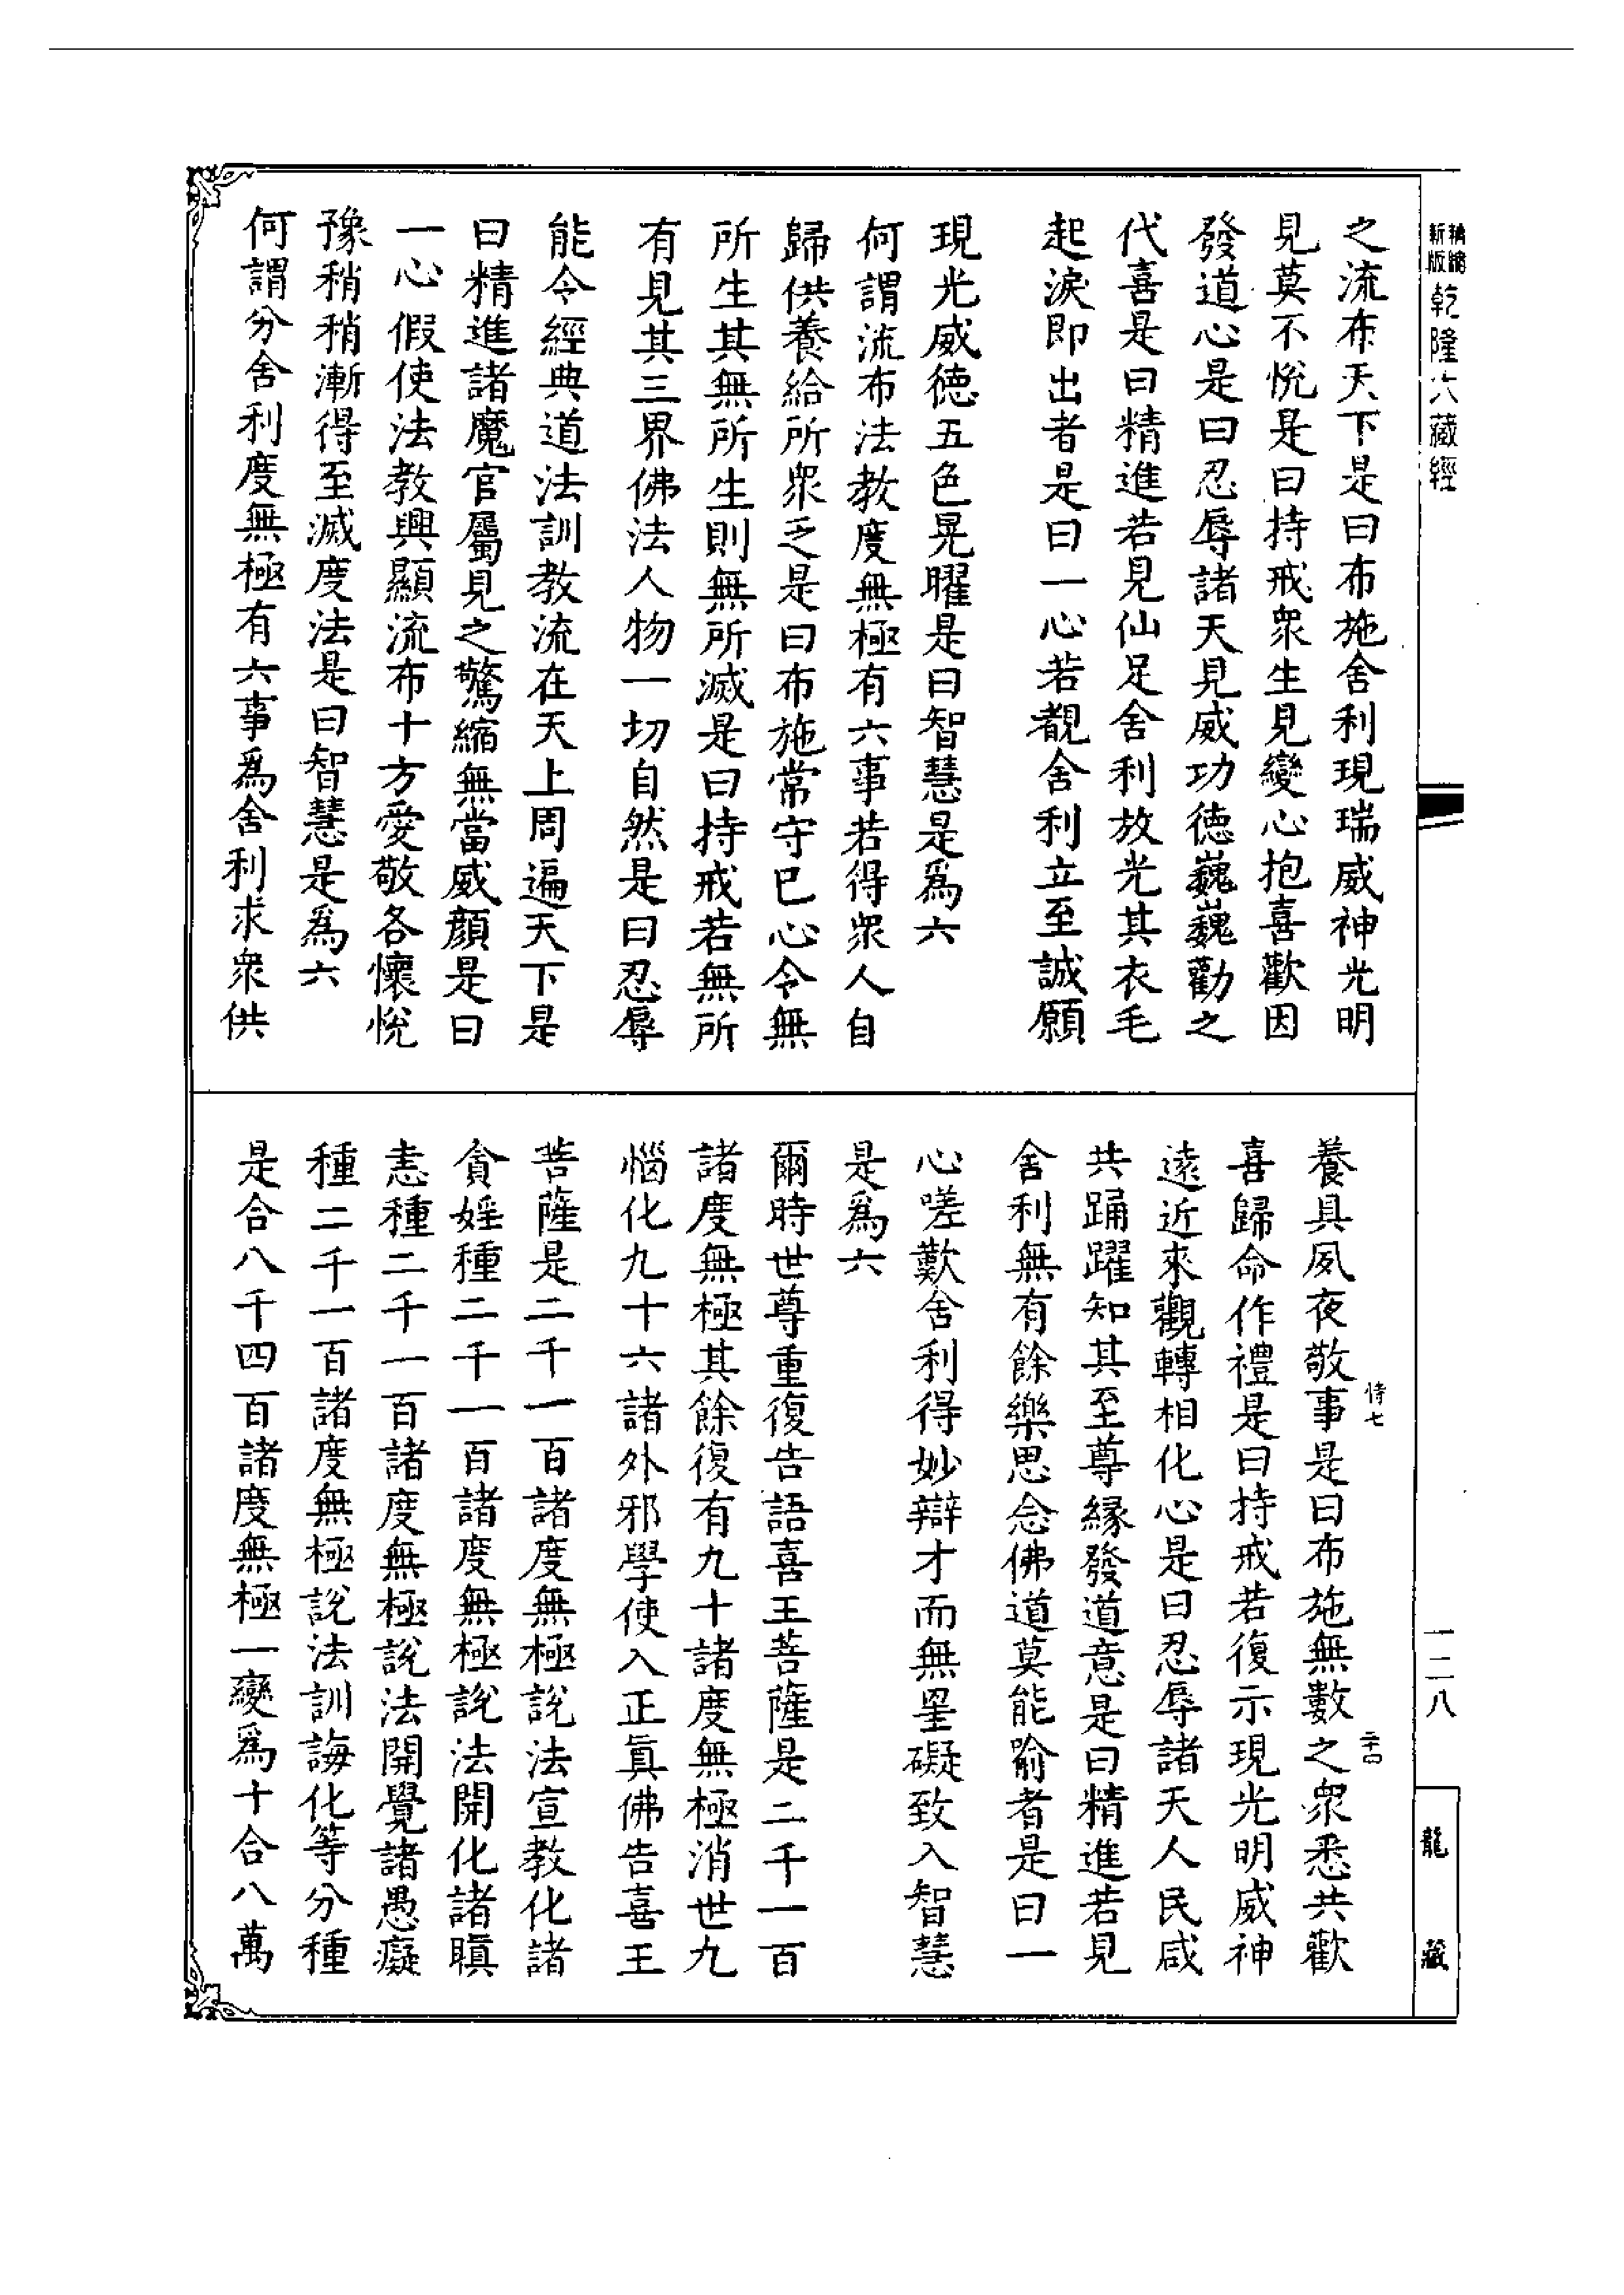 新版
乾隆大藏經
之流布天下是曰布施舍利現瑞威神光明
見莫不悅是曰持戒衆生見變心抱喜歡因
發道心是曰忍辱諸天見威功德巍巍勸之
代喜是曰精進若見仙足舍利放光其衣毛
起淚即出者是曰一心若覩舍利立至誠願
現光威德五色晃曜是曰智慧是爲六
何謂流布法教度無極有六事若得衆人自
歸供養給所衆乏是曰布施常守已心令無
所生其無所生則無所滅是曰持戒若無所
有見其三界佛法人物一切自然是曰忍辱
能令經典道法訓教流在天上周遍天下是
曰精進諸魔官屬見之驚縮無當威顏是曰
一心假使法教興顯流布十方愛敬各懷悅
豫稍稍漸得至滅度法是曰智慧是爲六
何謂分舍利度無極有六事爲舍利求衆供
養具夙夜敬事是曰布施無數之衆悉共歡
喜歸命作禮是曰持戒若復示現光明威神
遠近來觀轉相化心是曰忍辱諸天人民咸
共踊躍知其至尊緣發道意是曰精進若見
舍利無有餘樂思念佛道莫能喻者是曰一
心嗟歎舍利得妙辯才而無罣礙致入智慧
是爲六
爾時世尊重復告語喜王菩薩是二千一百
諸度無極其餘復有九十諸度無極消世九
惱化九十六諸外邪學使入正眞佛告喜王
菩薩是二千一百諸度無極說法宣教化諸
貪婬種二千一百諸度無極說法開化諸瞋
恚種二千一百諸度無極說法開覺諸愚癡
種二千一百諸度無極說法訓誨化等分種
是合八千四百諸度無極一變爲十合八萬
一二八
龍藏